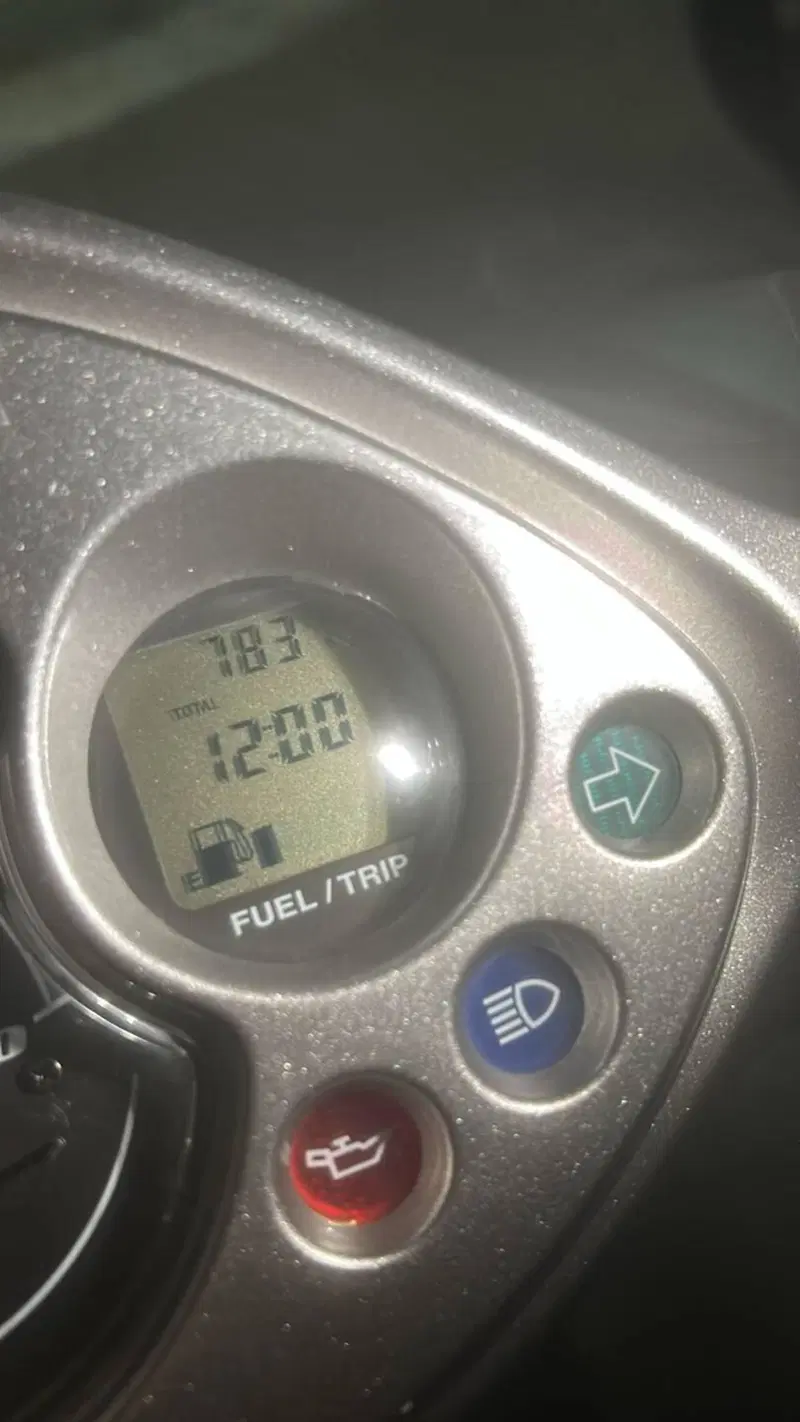 783
TOTAL
12:00
E
FUEL / TRIP